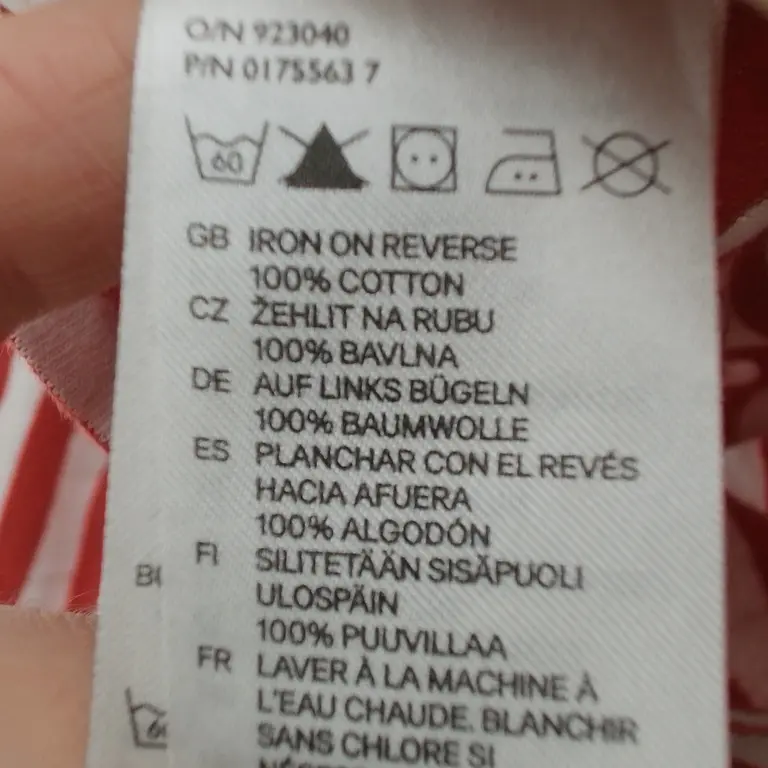 O/N 923040
P/N 0175563 7
60
GB IRON ON REVERSE
100% COTTON
CZ ŽEHLIT NA RUBU
100% BAVLNA
DE AUF LINKS BÜGELN
100% BAUMWOLLE
ES PLANCHAR CON EL REVÉS
HACIA AFUERA
100% ALGODÓN
FI SILITETÄÄN SISÄPUOLI
ULOSPÄIN
100% PUUVILLAA
FR LAVER À LA MACHINE À
L'EAU CHAUDE. BLANCHIR
SANS CHLORE SI